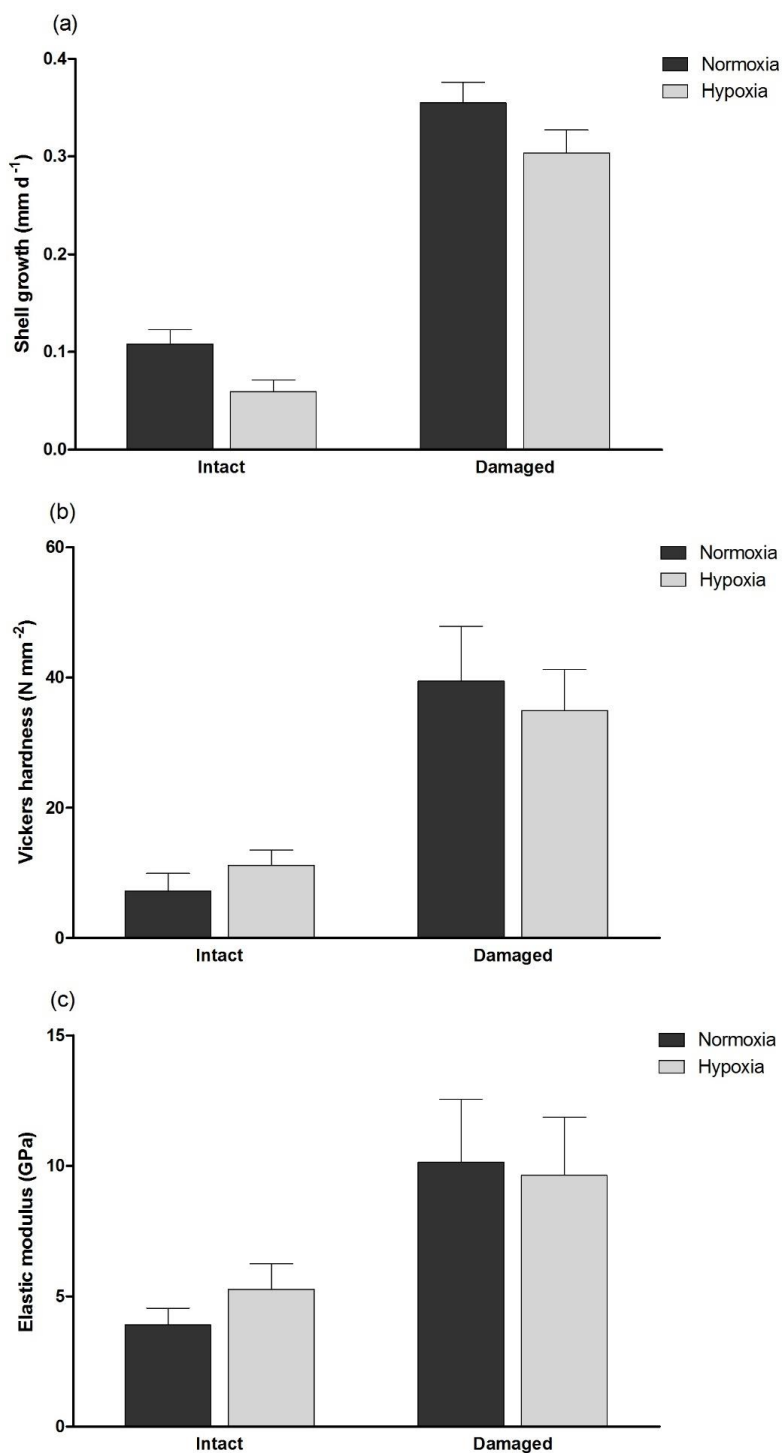 (a)
Shell growth (mm d⁻¹)
0.4
0.3
0.2
0.1
0.0
Intact
Damaged
Normoxia
Hypoxia
(b)
Vickers hardness (N mm⁻²)
60
40
20
0
Intact
Damaged
Normoxia
Hypoxia
(c)
Elastic modulus (GPa)
15
10
5
0
Intact
Damaged
Normoxia
Hypoxia